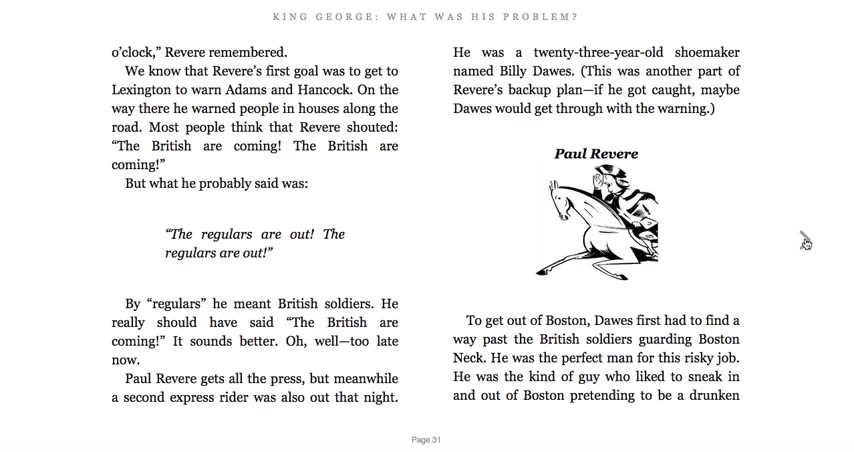 KING GEORGE: WHAT WAS HIS PROBLEM?
o’clock,” Revere remembered.
We know that Revere’s first goal was to get to
Lexington to warn Adams and Hancock. On the
way there he warned people in houses along the
road. Most people think that Revere shouted:
“The British are coming! The British are
coming!”
But what he probably said was:
“The regulars are out! The
regulars are out!”
By “regulars” he meant British soldiers. He
really should have said “The British are
coming!” It sounds better. Oh, well—too late
now.
Paul Revere gets all the press, but meanwhile
a second express rider was also out that night.
He was a twenty-three-year-old shoemaker
named Billy Dawes. (This was another part of
Revere’s backup plan—if he got caught, maybe
Dawes would get through with the warning.)
Paul Revere
To get out of Boston, Dawes first had to find a
way past the British soldiers guarding Boston
Neck. He was the perfect man for this risky job.
He was the kind of guy who liked to sneak in
and out of Boston pretending to be a drunken
Page 31